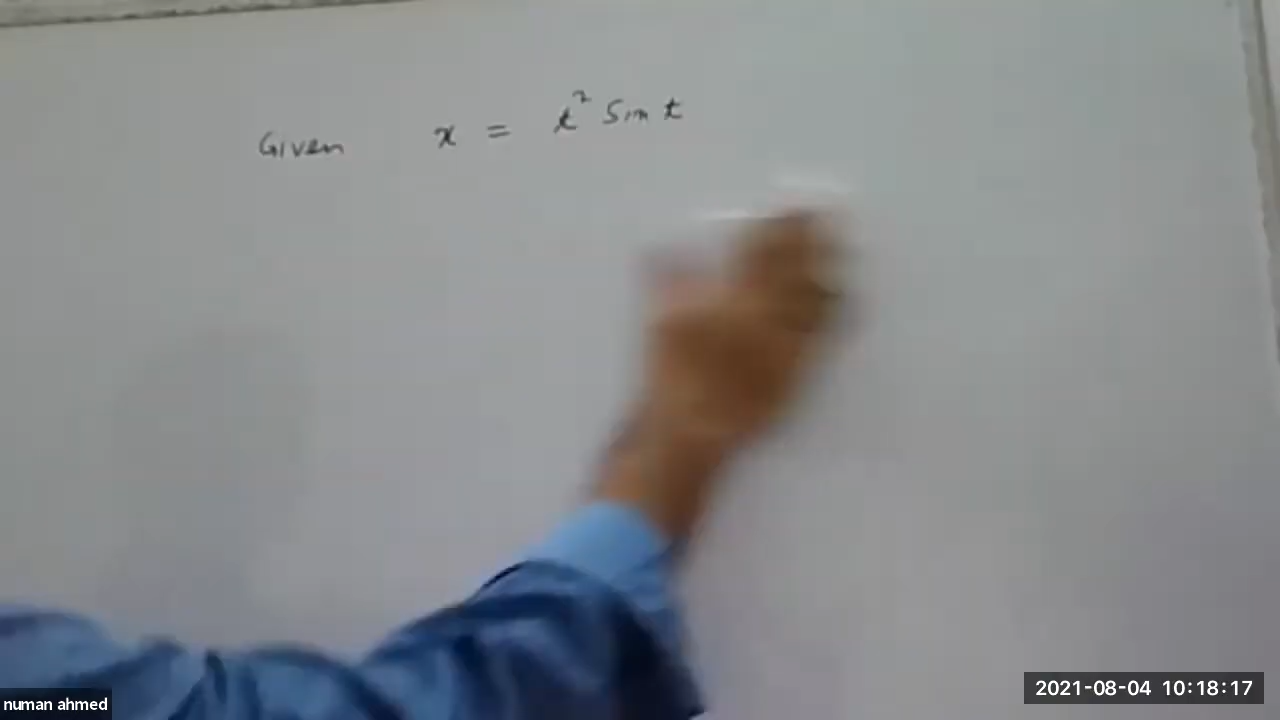 Given x = t² Sin t
numan ahmed
2021-08-04 10:18:17